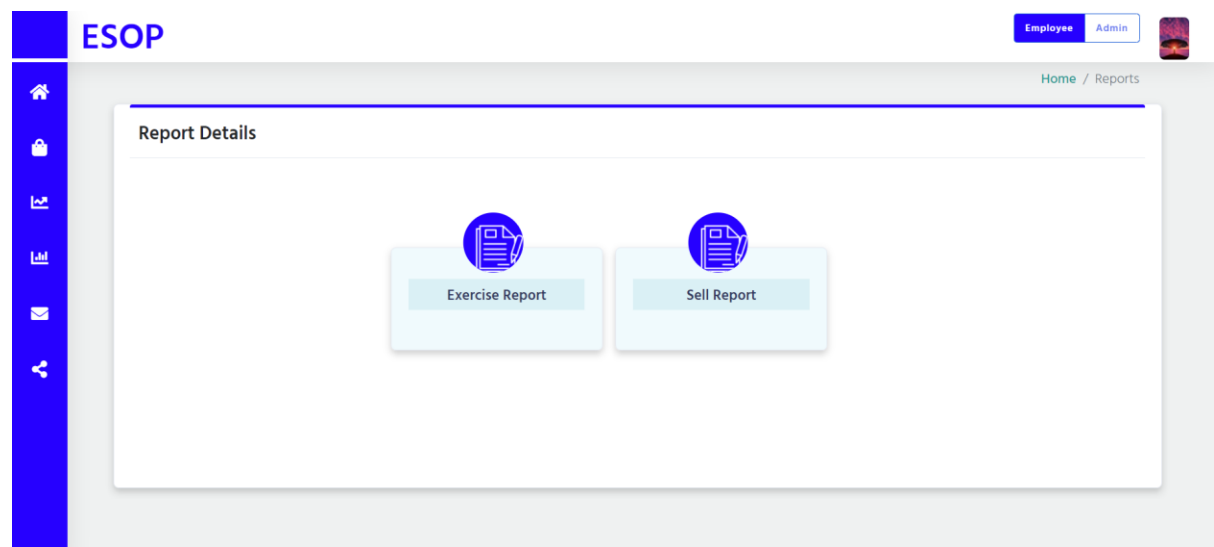 ESOP
Employee Admin
Home / Reports
Report Details
Exercise Report
Sell Report